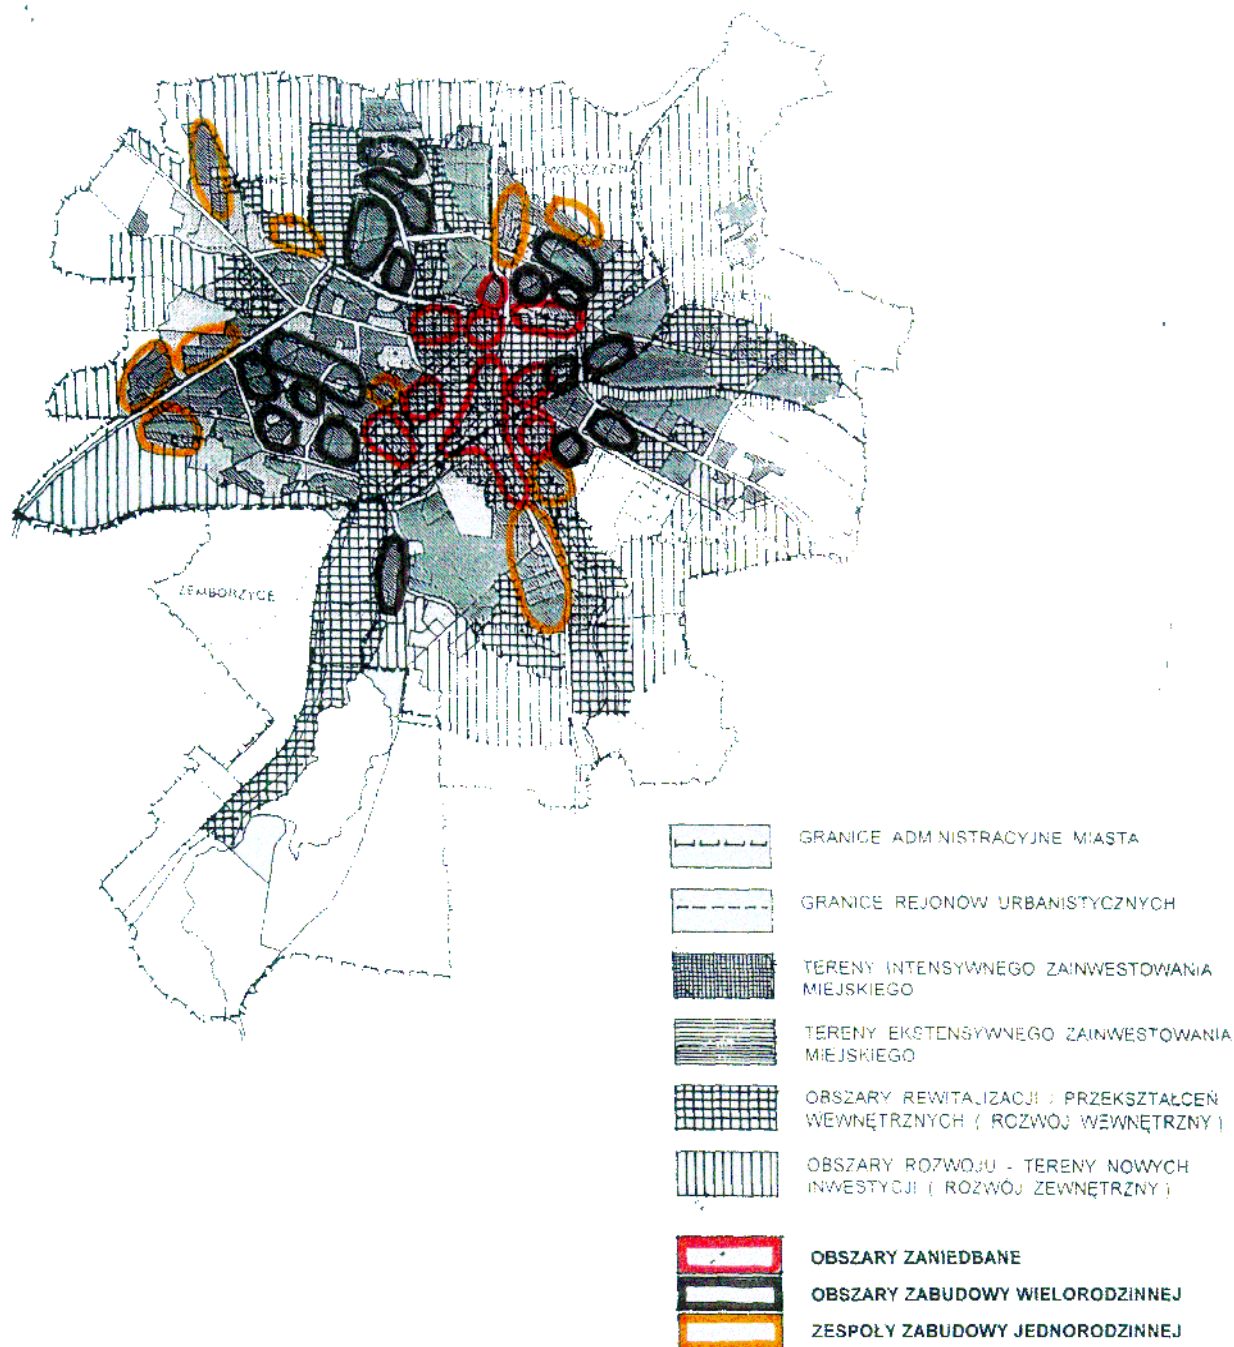 ZEMBORZYCE
GRANICE ADMINISTRACYJNE MIASTA
GRANICE REJONÓW URBANISTYCZNYCH
TERENY INTENSYWNEGO ZAINWESTOWANIA
MIEJSKIEGO
TERENY EKSTENSYWNEGO ZAINWESTOWANIA
MIEJSKIEGO
OBSZARY REWITALIZACJI I PRZEKSZTAŁCEŃ
WEWNĘTRZNYCH ( ROZWÓJ WEWNĘTRZNY )
OBSZARY ROZWOJU - TERENY NOWYCH
INWESTYCJI ( ROZWÓJ ZEWNĘTRZNY )
OBSZARY ZANIEDBANE
OBSZARY ZABUDOWY WIELORODZINNEJ
ZESPOŁY ZABUDOWY JEDNORODZINNEJ